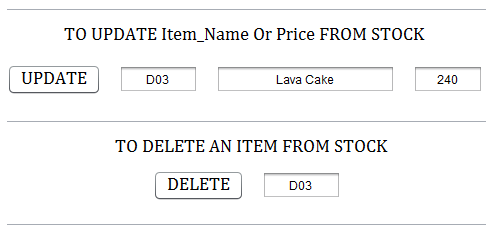 TO UPDATE Item_Name Or Price FROM STOCK
UPDATE D03 Lava Cake 240
TO DELETE AN ITEM FROM STOCK
DELETE D03